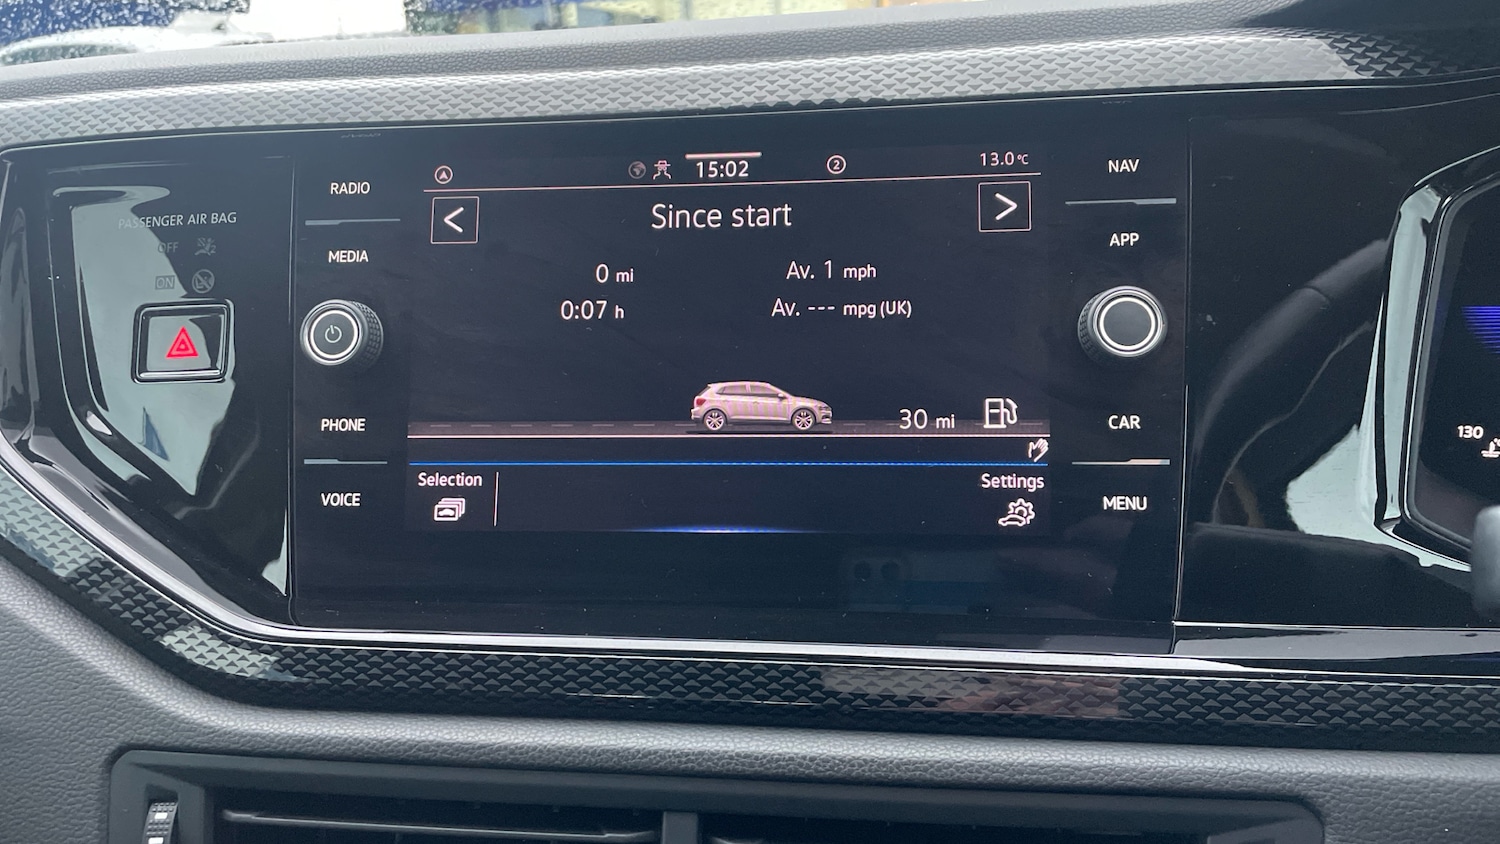 PASSENGER AIR BAG
OFF
ON
RADIO
MEDIA
PHONE
VOICE
15:02
2
13.0°C
<
Since start
>
0 mi
Av. 1 mph
0:07 h
Av. --- mpg (UK)
30 mi
Selection
Settings
NAV
APP
CAR
MENU
130